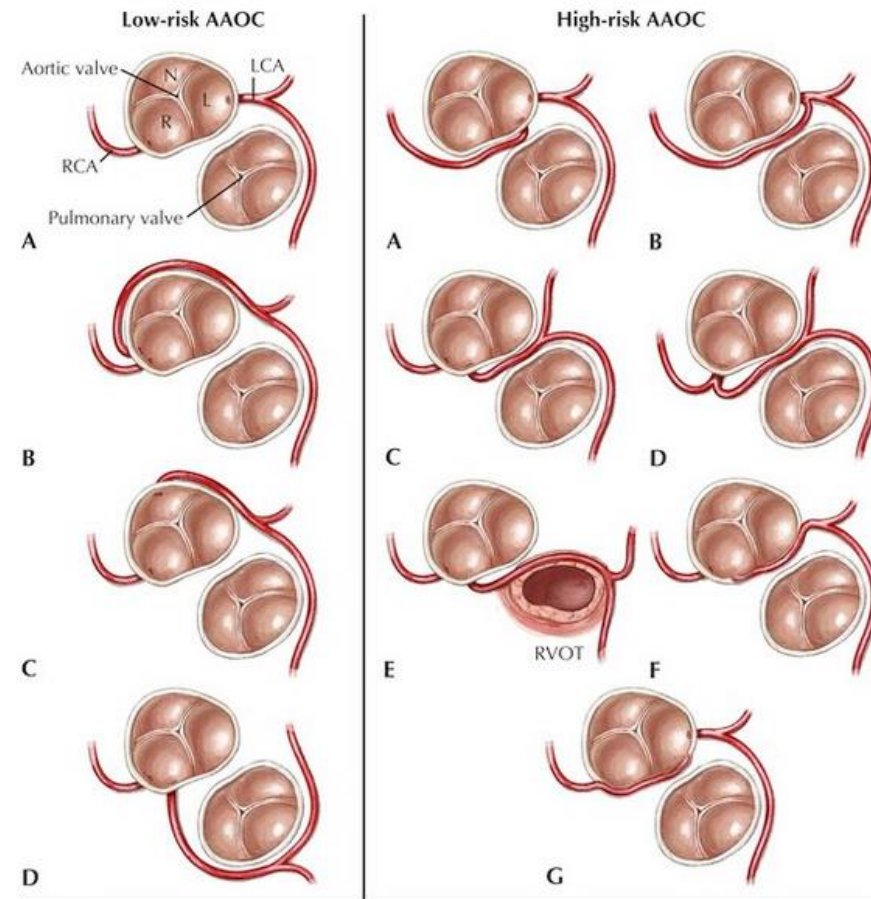 Low-risk AAOC
Aortic valve
N
LCA
L
R
RCA
Pulmonary valve
A
B
C
D
High-risk AAOC
A
B
C
D
E
RVOT
F
G